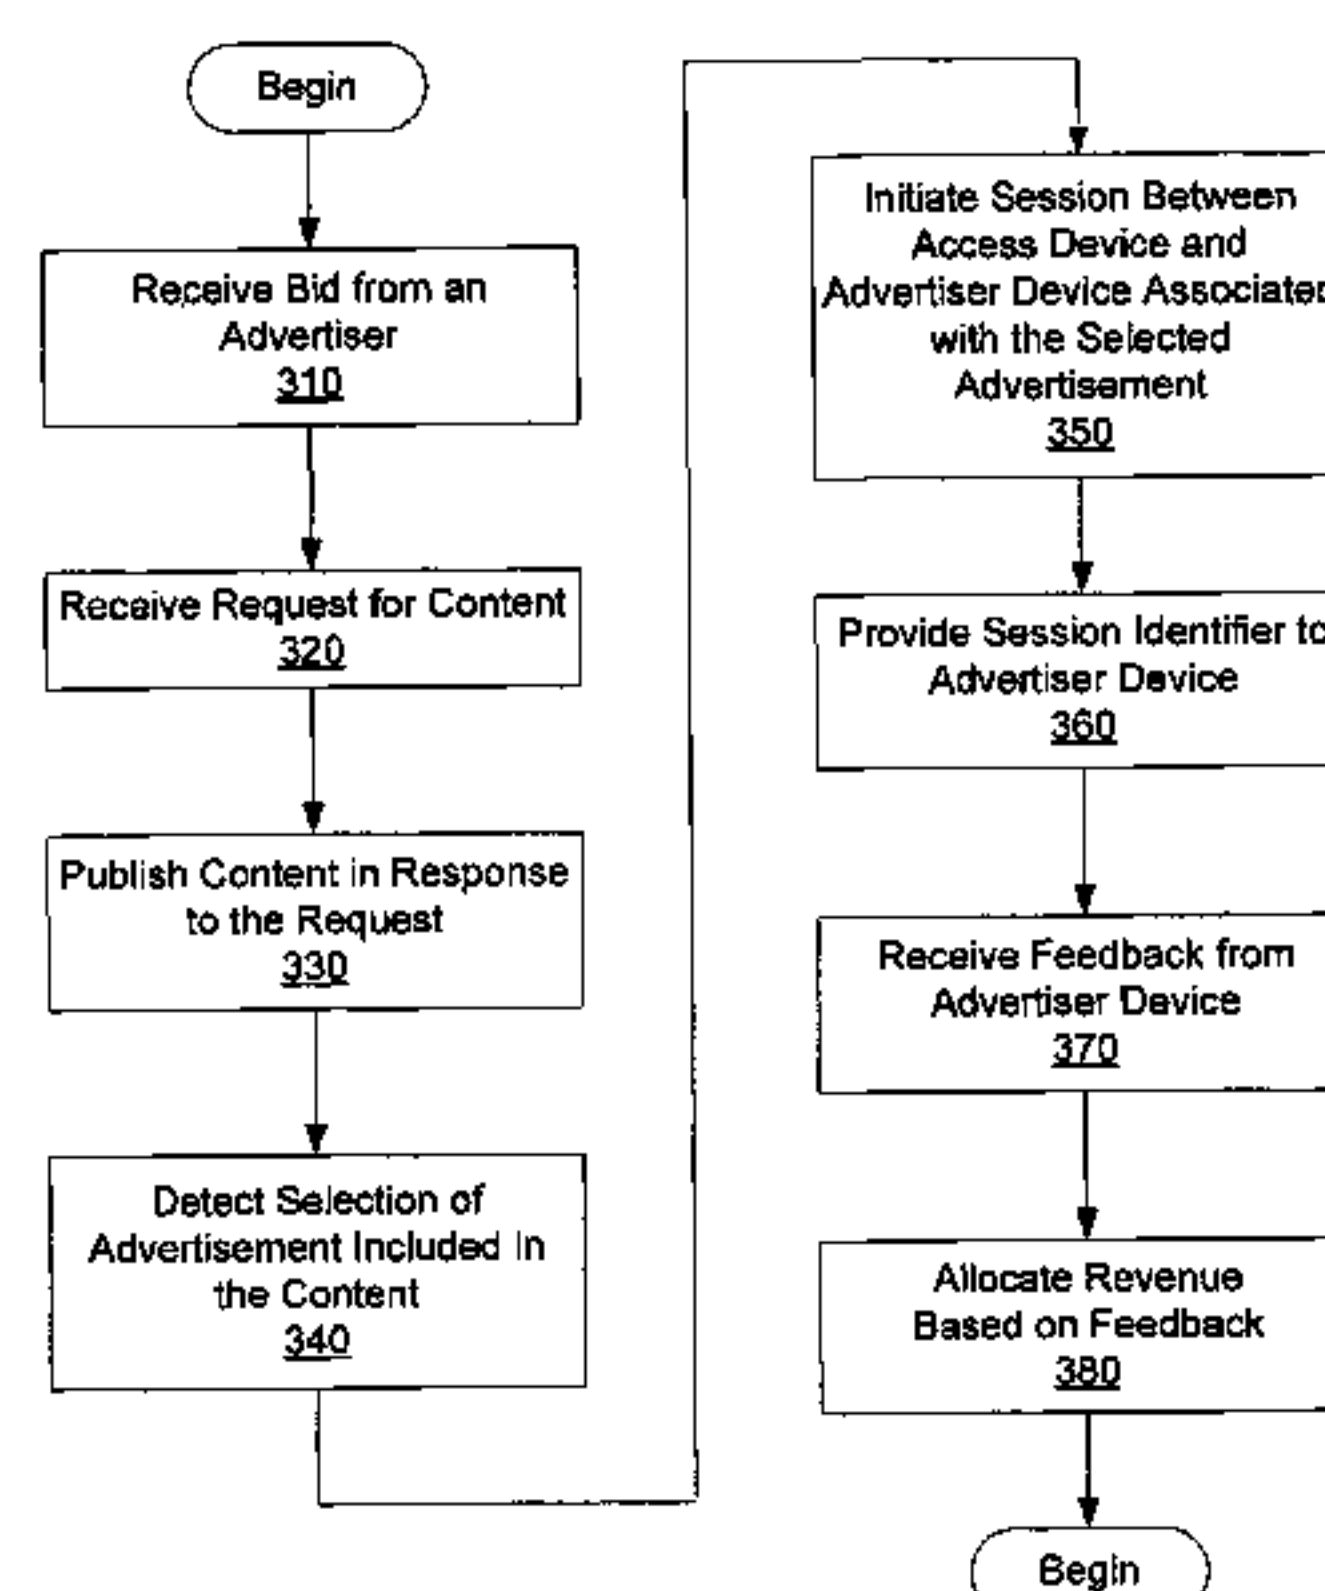 Begin
Receive Bid from an
Advertiser
310
Receive Request for Content
320
Publish Content in Response
to the Request
330
Detect Selection of
Advertisement Included in
the Content
340
Initiate Session Between
Access Device and
Advertiser Device Associated
with the Selected
Advertisement
350
Provide Session Identifier to
Advertiser Device
360
Receive Feedback from
Advertiser Device
370
Allocate Revenue
Based on Feedback
380
Begin